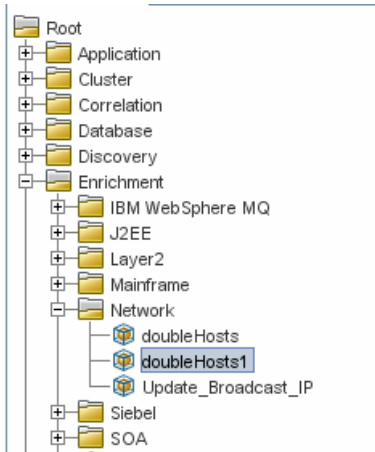 Root
Application
Cluster
Correlation
Database
Discovery
Enrichment
IBM WebSphere MQ
J2EE
Layer2
Mainframe
Network
doubleHosts
doubleHosts1
Update_Broadcast_IP
Siebel
SOA